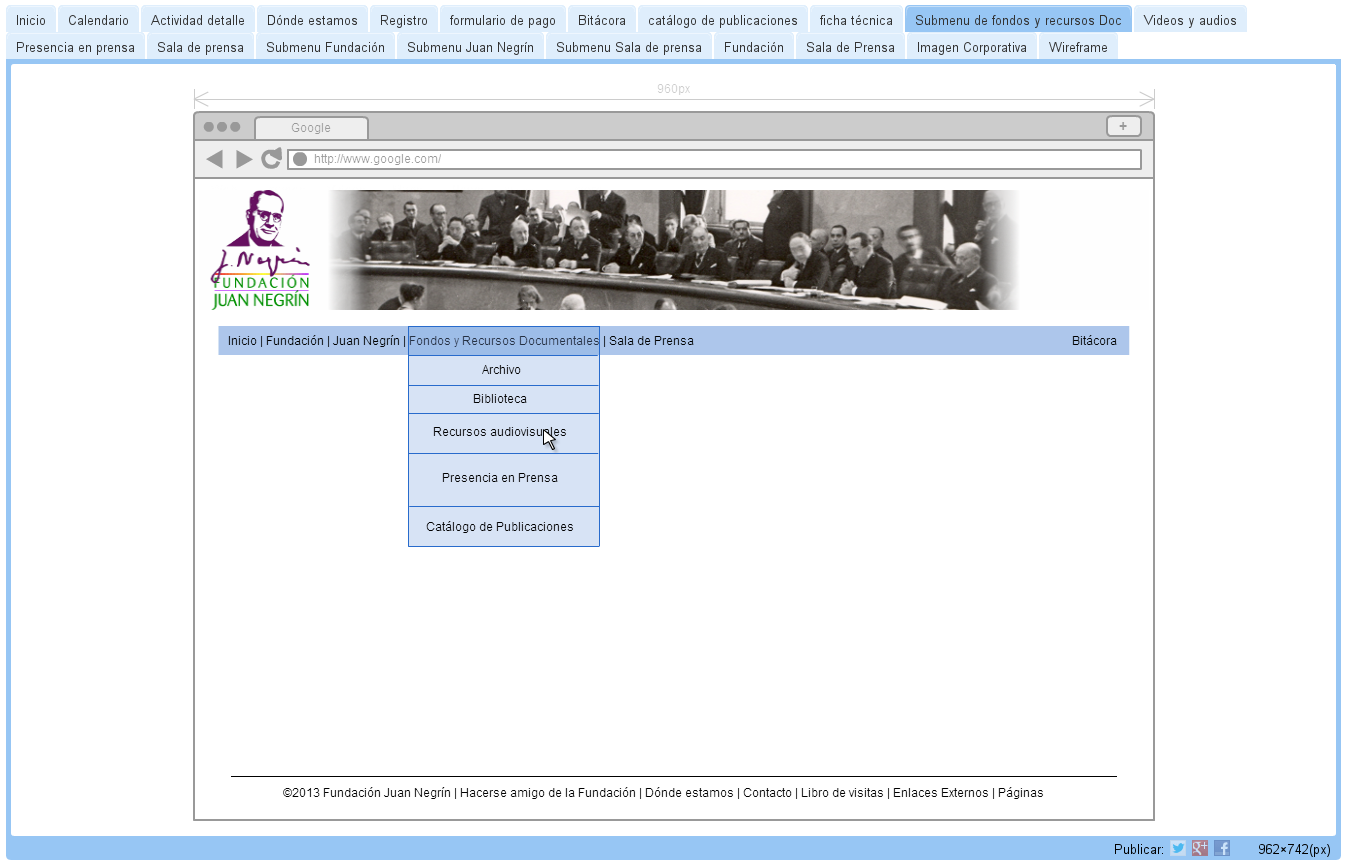 Inicio Calendario Actividad detalle Dónde estamos Registro formulario de pago Bitácora catálogo de publicaciones ficha técnica Submenu de fondos y recursos Doc Videos y audios
Presencia en prensa Sala de prensa Submenu Fundación Submenu Juan Negrín Submenu Sala de prensa Fundación Sala de Prensa Imagen Corporativa Wireframe
960px
Google +
http://www.google.com/
J. Negrín
FUNDACIÓN
JUAN NEGRÍN
Inicio | Fundación | Juan Negrín | Fondos y Recursos Documentales | Sala de Prensa Bitácora
Archivo
Biblioteca
Recursos audiovisuales
Presencia en Prensa
Catálogo de Publicaciones
©2013 Fundación Juan Negrín | Hacerse amigo de la Fundación | Dónde estamos | Contacto | Libro de visitas | Enlaces Externos | Páginas
Publicar: g+ f 962×742(px)